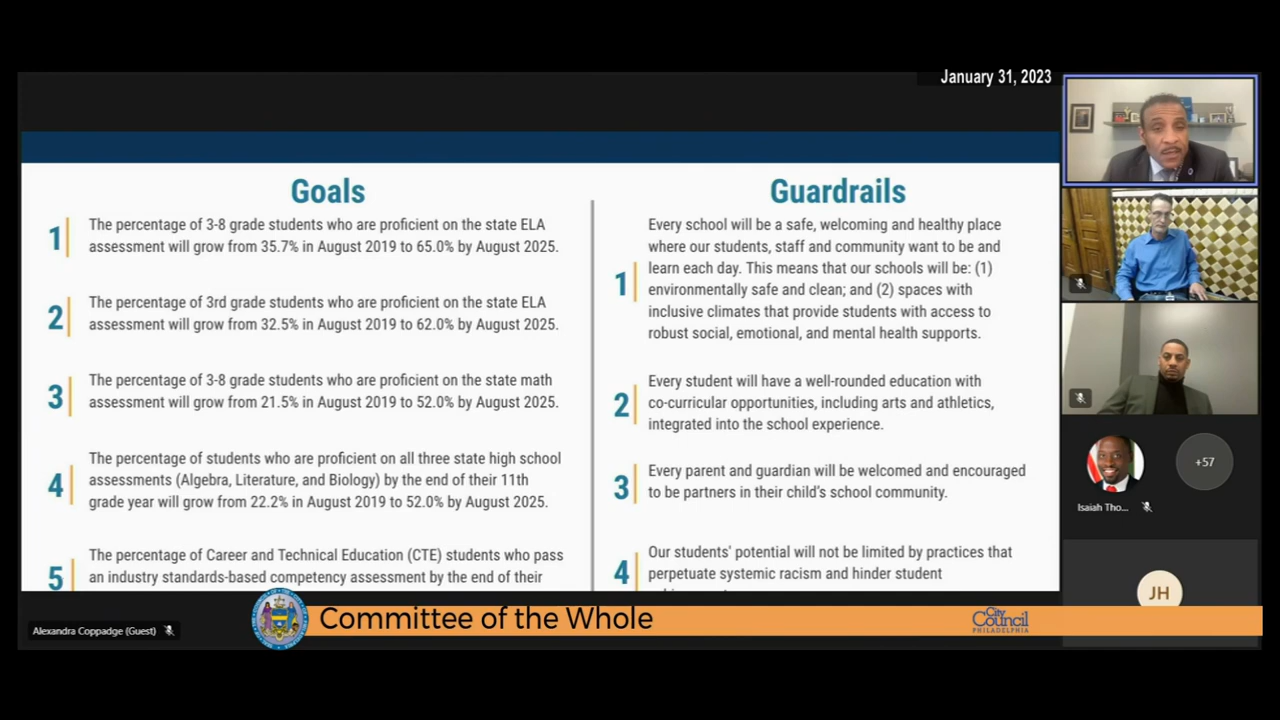 January 31, 2023
Goals
1
The percentage of 3-8 grade students who are proficient on the state ELA
assessment will grow from 35.7% in August 2019 to 65.0% by August 2025.
2
The percentage of 3rd grade students who are proficient on the state ELA
assessment will grow from 32.5% in August 2019 to 62.0% by August 2025.
3
The percentage of 3-8 grade students who are proficient on the state math
assessment will grow from 21.5% in August 2019 to 52.0% by August 2025.
4
The percentage of students who are proficient on all three state high school
assessments (Algebra, Literature, and Biology) by the end of their 11th
grade year will grow from 22.2% in August 2019 to 52.0% by August 2025.
5
The percentage of Career and Technical Education (CTE) students who pass
an industry standards-based competency assessment by the end of their
Guardrails
1
Every school will be a safe, welcoming and healthy place
where our students, staff and community want to be and
learn each day. This means that our schools will be: (1)
environmentally safe and clean; and (2) spaces with
inclusive climates that provide students with access to
robust social, emotional, and mental health supports.
2
Every student will have a well-rounded education with
co-curricular opportunities, including arts and athletics,
integrated into the school experience.
3
Every parent and guardian will be welcomed and encouraged
to be partners in their child's school community.
4
Our students' potential will not be limited by practices that
perpetuate systemic racism and hinder student
+57
Isaiah Tho...
JH
Alexandra Coppadge (Guest)
Committee of the Whole
City
Council
PHILADELPHIA